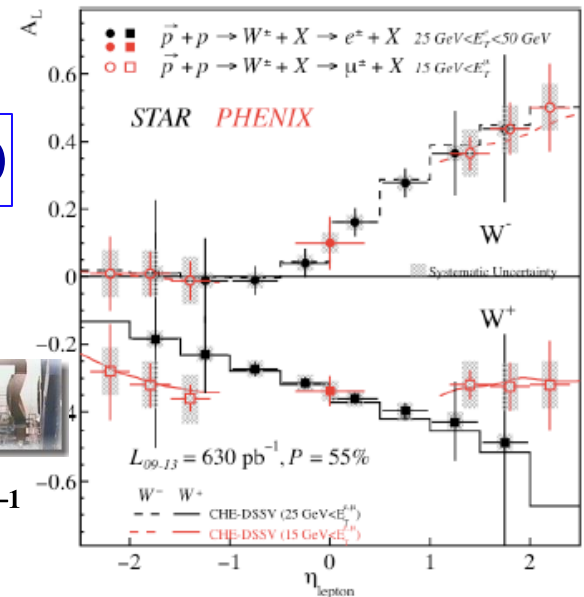 A_L
p⃗ + p → W± + X → e± + X 25 GeV<E_T^e<50 GeV
p⃗ + p → W± + X → μ± + X 15 GeV<E_T^μ
STAR PHENIX
W⁻
Systematic Uncertainty
W⁺
L₀₉₋₁₃ = 630 pb⁻¹, P = 55%
W⁻ W⁺
CHE-DSSV (25 GeV<E_T^{e,μ})
CHE-DSSV (15 GeV<E_T^{e,μ})
0.6
0.4
0.2
0
−0.2
−0.6
−1
−2 −1 0 1 2
η_lepton